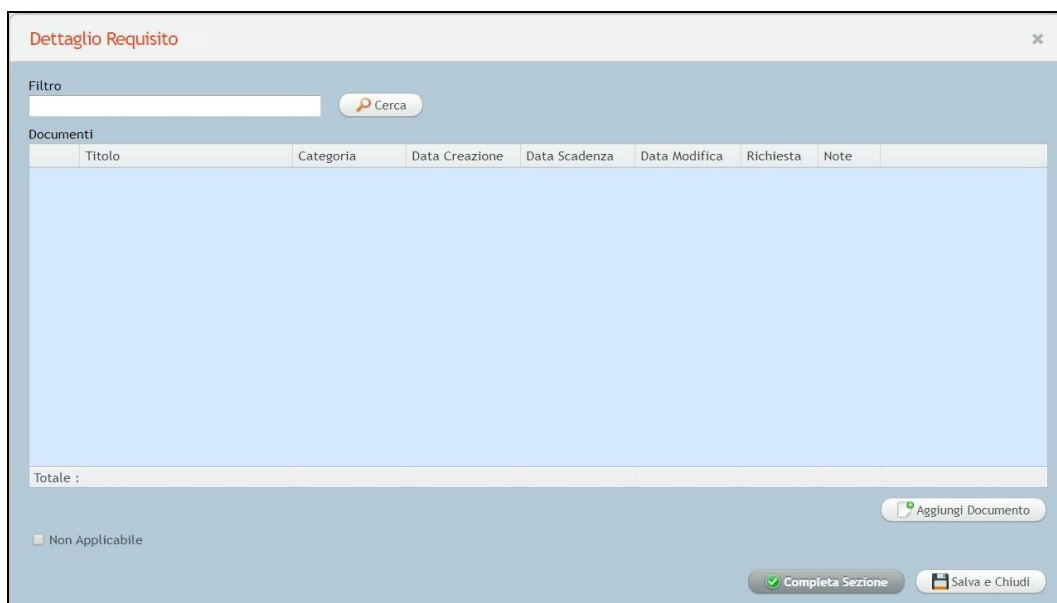 Dettaglio Requisito
Filtro
Cerca
Documenti
Titolo Categoria Data Creazione Data Scadenza Data Modifica Richiesta Note
Totale :
Aggiungi Documento
Non Applicabile
Completa Sezione Salva e Chiudi